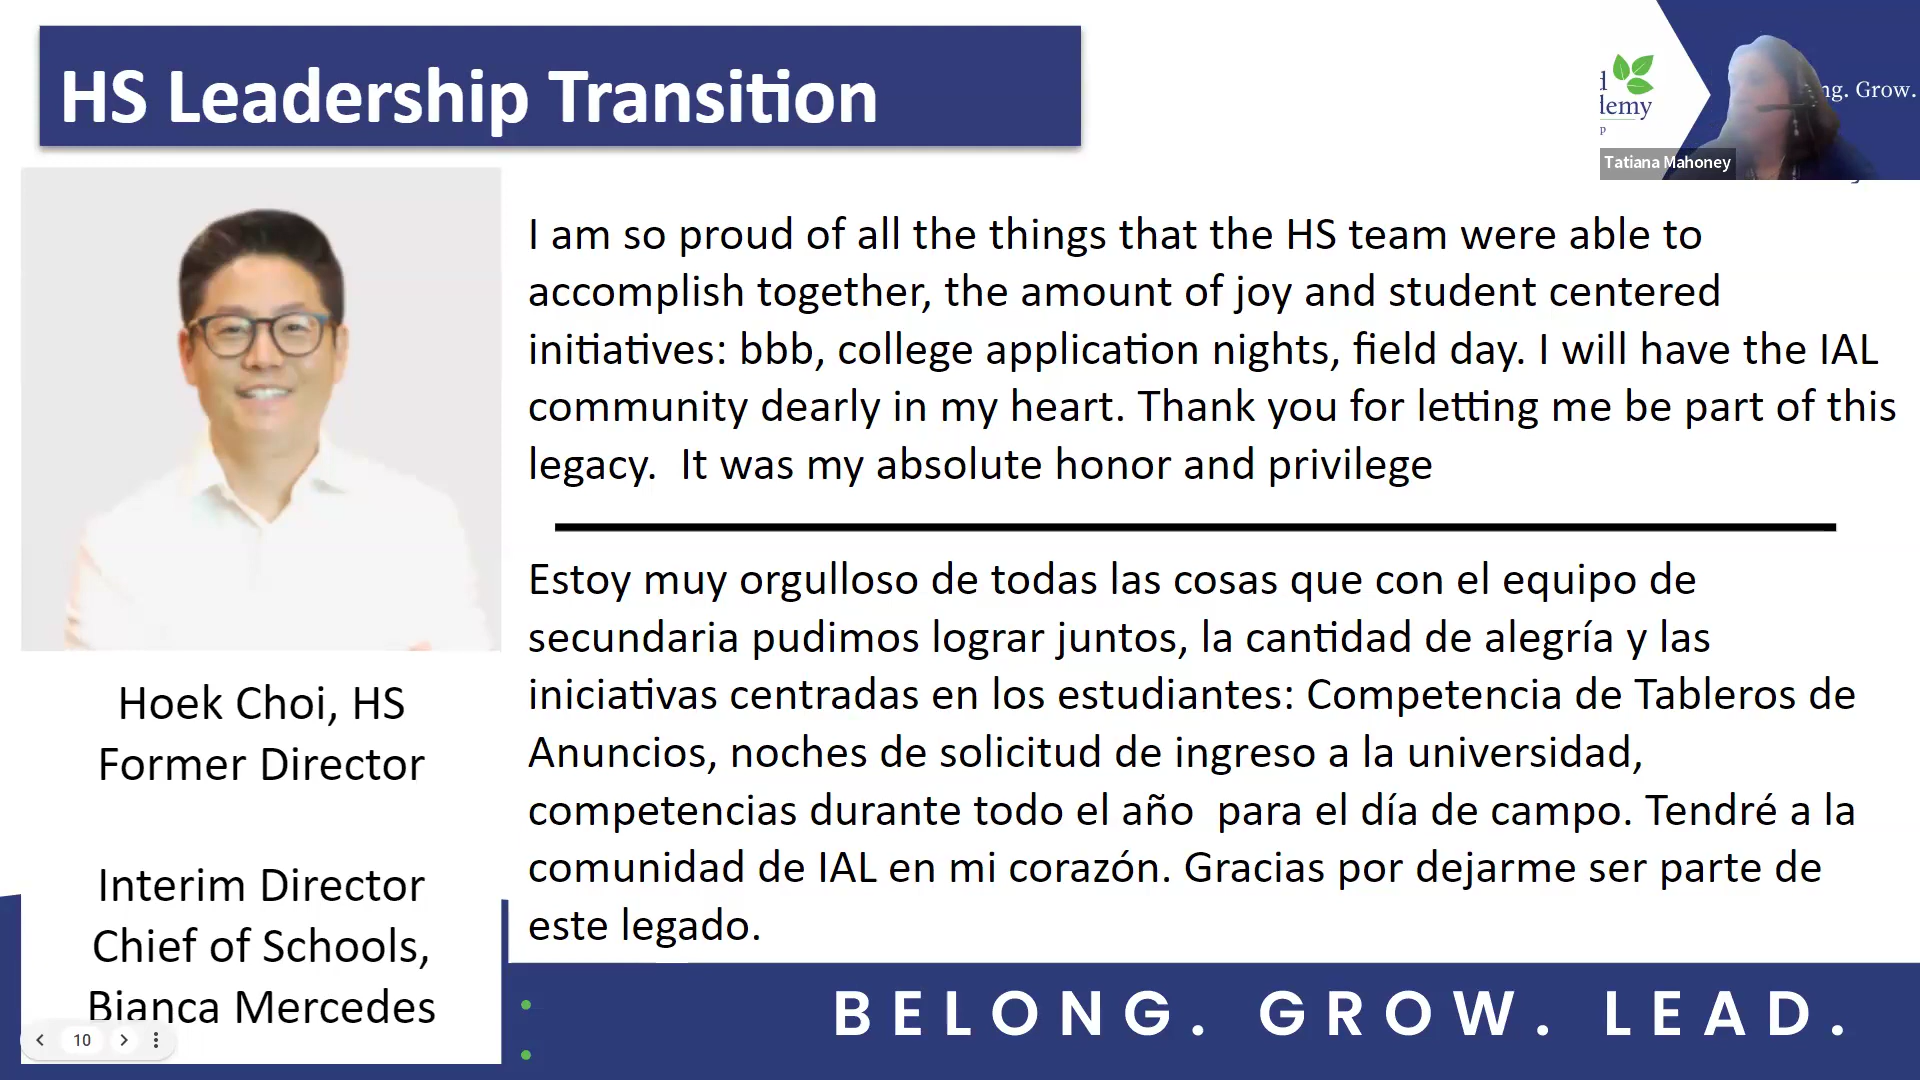 HS Leadership Transition
demy
ng. Grow.
Tatiana Mahoney
I am so proud of all the things that the HS team were able to
accomplish together, the amount of joy and student centered
initiatives: bbb, college application nights, field day. I will have the IAL
community dearly in my heart. Thank you for letting me be part of this
legacy.  It was my absolute honor and privilege
Estoy muy orgulloso de todas las cosas que con el equipo de
secundaria pudimos lograr juntos, la cantidad de alegría y las
iniciativas centradas en los estudiantes: Competencia de Tableros de
Anuncios, noches de solicitud de ingreso a la universidad,
competencias durante todo el año  para el día de campo. Tendré a la
comunidad de IAL en mi corazón. Gracias por dejarme ser parte de
este legado.
Hoek Choi, HS
Former Director
Interim Director
Chief of Schools,
Bianca Mercedes
10
BELONG. GROW. LEAD.